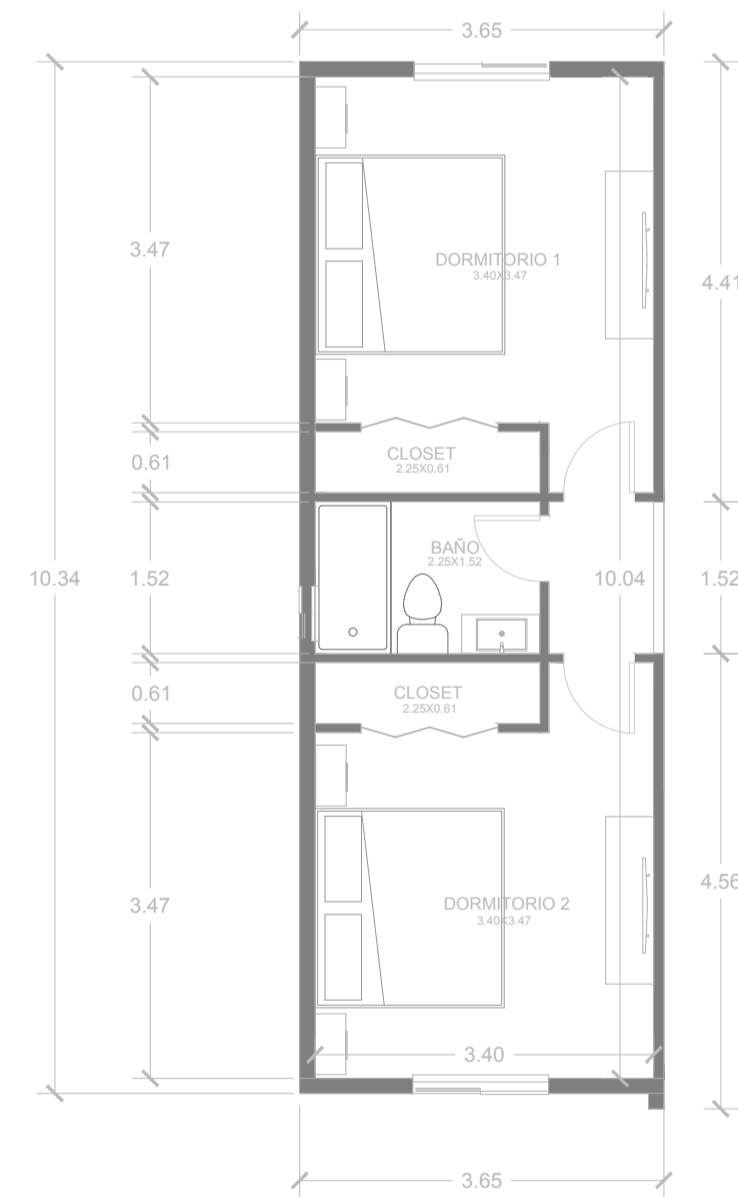 3.65
3.47
DORMITORIO 1
3.40X3.47
4.41
0.61
CLOSET
2.25X0.61
10.34
1.52
BAÑO
2.25X1.52
10.04
1.52
0.61
CLOSET
2.25X0.61
3.47
DORMITORIO 2
3.40X3.47
4.56
3.40
3.65